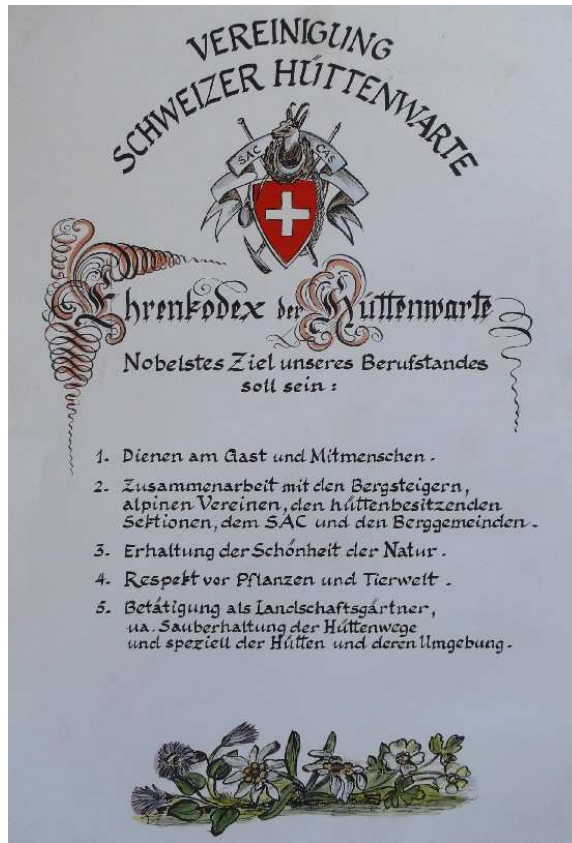 VEREINIGUNG
SCHWEIZER HÜTTENWARTE
SAC CAS
Ehrenkodex der Hüttenwarte
Nobelstes Ziel unseres Berufstandes
soll sein:
1. Dienen am Gast und Mitmenschen.
2. Zusammenarbeit mit den Bergsteigern,
alpinen Vereinen, den hüttenbesitzenden
Sektionen, dem SAC und den Berggemeinden.
3. Erhaltung der Schönheit der Natur.
4. Respekt vor Pflanzen und Tierwelt.
5. Betätigung als Landschaftsgärtner,
ua. Sauberhaltung der Hüttenwege
und speziell der Hütten und deren Umgebung.